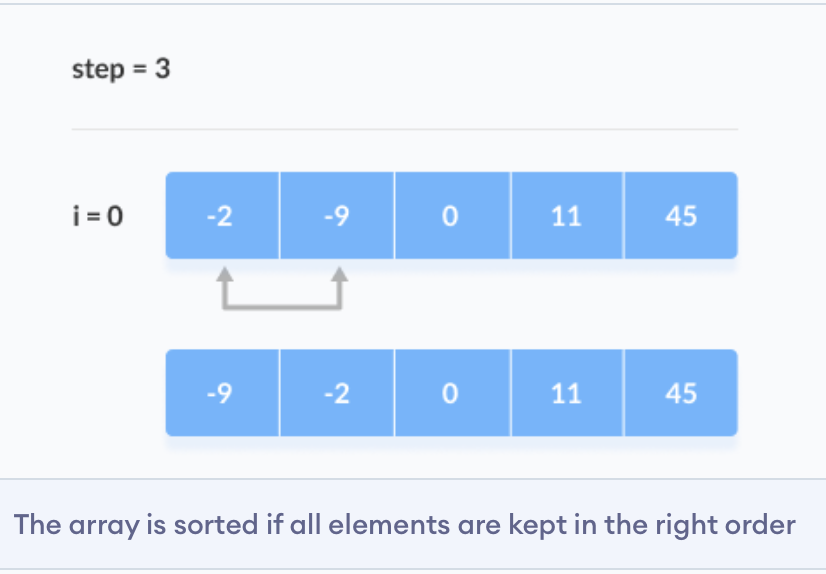 step = 3
i = 0 -2 -9 0 11 45
-9 -2 0 11 45
The array is sorted if all elements are kept in the right order